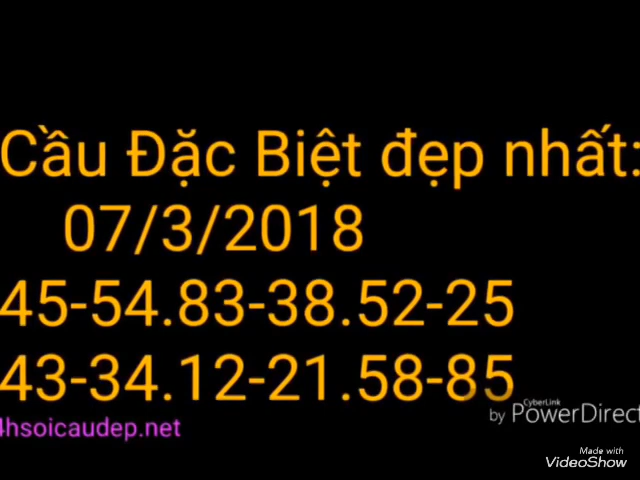 Cầu Đặc Biệt đẹp nhất:
07/3/2018
45-54.83-38.52-25
43-34.12-21.58-85
4hsoicaudep.net
CyberLink
by PowerDirect
Made with
VideoShow